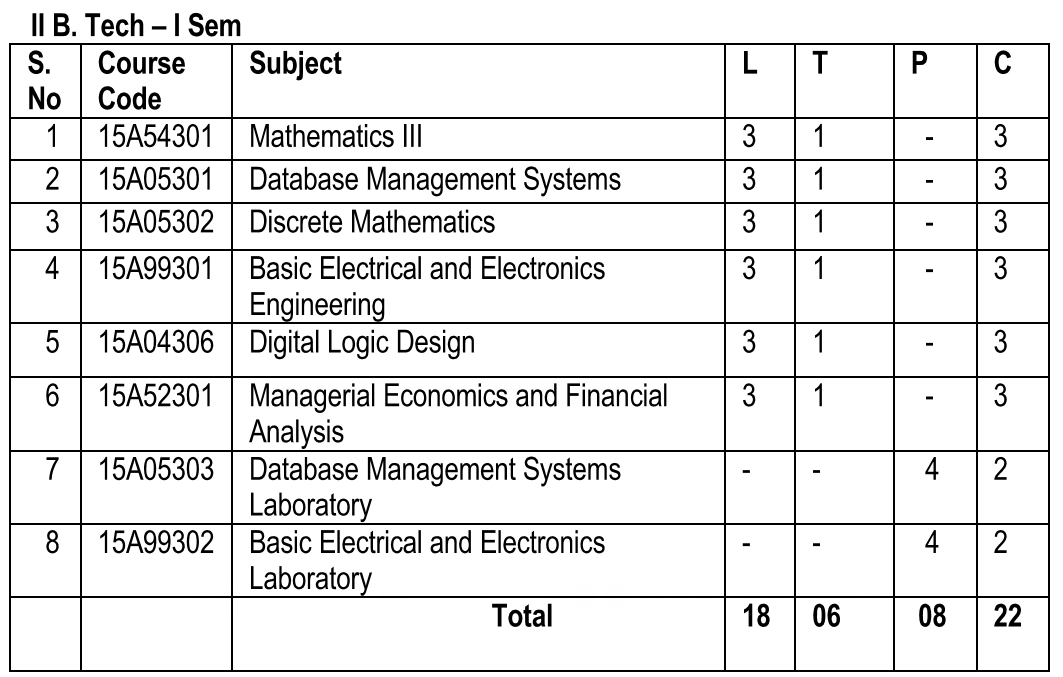 II B. Tech – I Sem
S. No Course Code Subject L T P C
1 15A54301 Mathematics III 3 1 - 3
2 15A05301 Database Management Systems 3 1 - 3
3 15A05302 Discrete Mathematics 3 1 - 3
4 15A99301 Basic Electrical and Electronics Engineering 3 1 - 3
5 15A04306 Digital Logic Design 3 1 - 3
6 15A52301 Managerial Economics and Financial Analysis 3 1 - 3
7 15A05303 Database Management Systems Laboratory - - 4 2
8 15A99302 Basic Electrical and Electronics Laboratory - - 4 2
Total 18 06 08 22